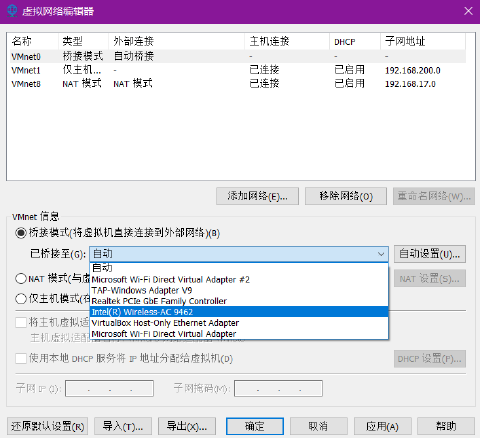 虚拟网络编辑器
名称 类型 外部连接 主机连接 DHCP 子网地址
VMnet0 桥接模式 自动桥接 - - -
VMnet1 仅主机... - 已连接 已启用 192.168.200.0
VMnet8 NAT 模式 NAT 模式 已连接 已启用 192.168.17.0
添加网络(E)... 移除网络(O) 重命名网络(W)...
VMnet 信息
桥接模式(将虚拟机直接连接到外部网络)(B)
已桥接至(G): 自动 自动设置(U)...
自动
Microsoft Wi-Fi Direct Virtual Adapter #2
NAT 模式(与虚 TAP-Windows Adapter V9 NAT 设置(S)...
Realtek PCIe GbE Family Controller
仅主机模式(在 Intel(R) Wireless-AC 9462
将主机虚拟适 VirtualBox Host-Only Ethernet Adapter
主机虚拟适配 Microsoft Wi-Fi Direct Virtual Adapter
使用本地 DHCP 服务将 IP 地址分配给虚拟机(D) DHCP 设置(P)...
子网 IP (I): . . . 子网掩码(M): . . .
还原默认设置(R) 导入(T)... 导出(X)... 确定 取消 应用(A) 帮助